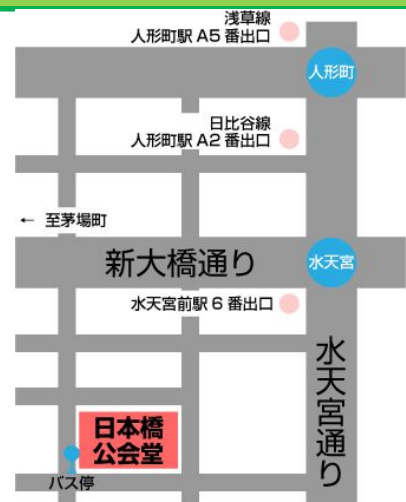 浅草線
人形町駅 A5 番出口
人形町
日比谷線
人形町駅 A2 番出口
← 至茅場町
新大橋通り
水天宮
水天宮前駅 6 番出口
水天宮通り
日本橋
公会堂
バス停